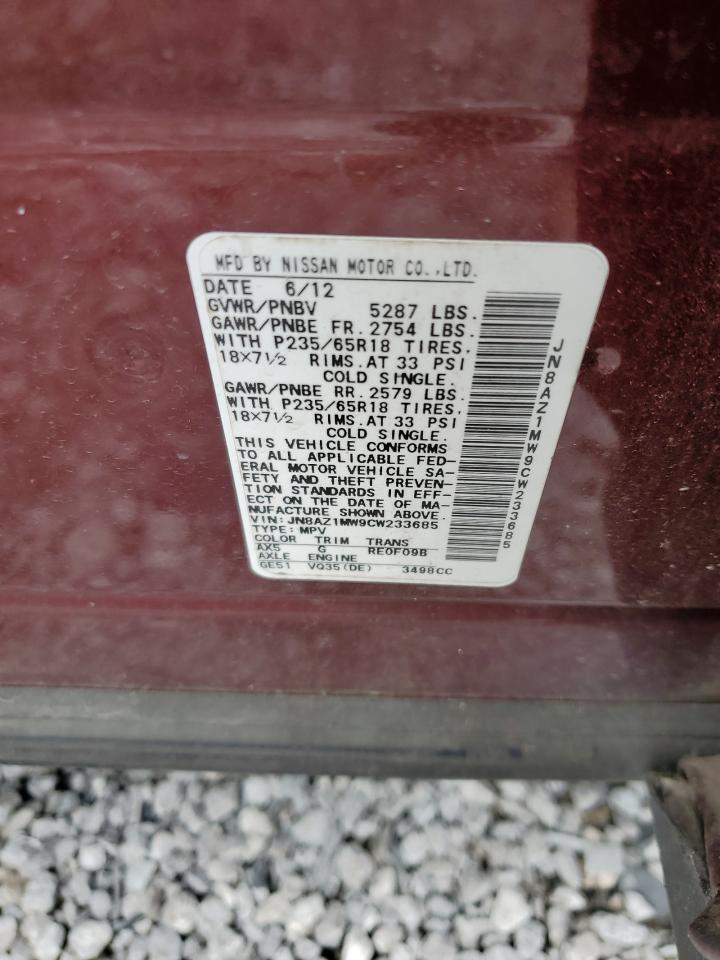 MFD BY NISSAN MOTOR CO.,LTD.
DATE 6/12
GVWR/PNBV 5287 LBS.
GAWR/PNBE FR. 2754 LBS.
WITH P235/65R18 TIRES,
18X7½ RIMS. AT 33 PSI
COLD SINGLE.
GAWR/PNBE RR. 2579 LBS.
WITH P235/65R18 TIRES,
18X7½ RIMS. AT 33 PSI
COLD SINGLE.
THIS VEHICLE CONFORMS
TO ALL APPLICABLE FED-
ERAL MOTOR VEHICLE SA-
FETY AND THEFT PREVEN-
TION STANDARDS IN EFF-
ECT ON THE DATE OF MA-
NUFACTURE SHOWN ABOVE.
VIN: JN8AZ1MW9CW233685
TYPE: MPV
COLOR TRIM TRANS
AX5 G RE0F09B
AXLE ENGINE
GE51 VQ35(DE) 3498CC
JN8AZ1MW9CW233685